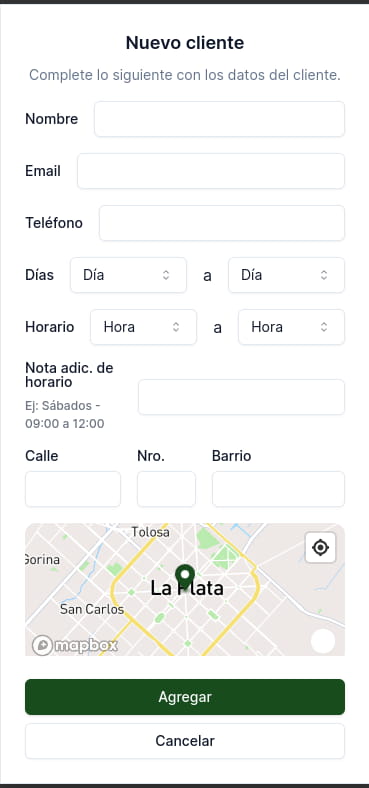 Nuevo cliente
Complete lo siguiente con los datos del cliente.
Nombre
Email
Teléfono
Días Día a Día
Horario Hora a Hora
Nota adic. de
horario
Ej: Sábados -
09:00 a 12:00
Calle Nro. Barrio
Tolosa
Gorina
La Plata
San Carlos
mapbox
Agregar
Cancelar